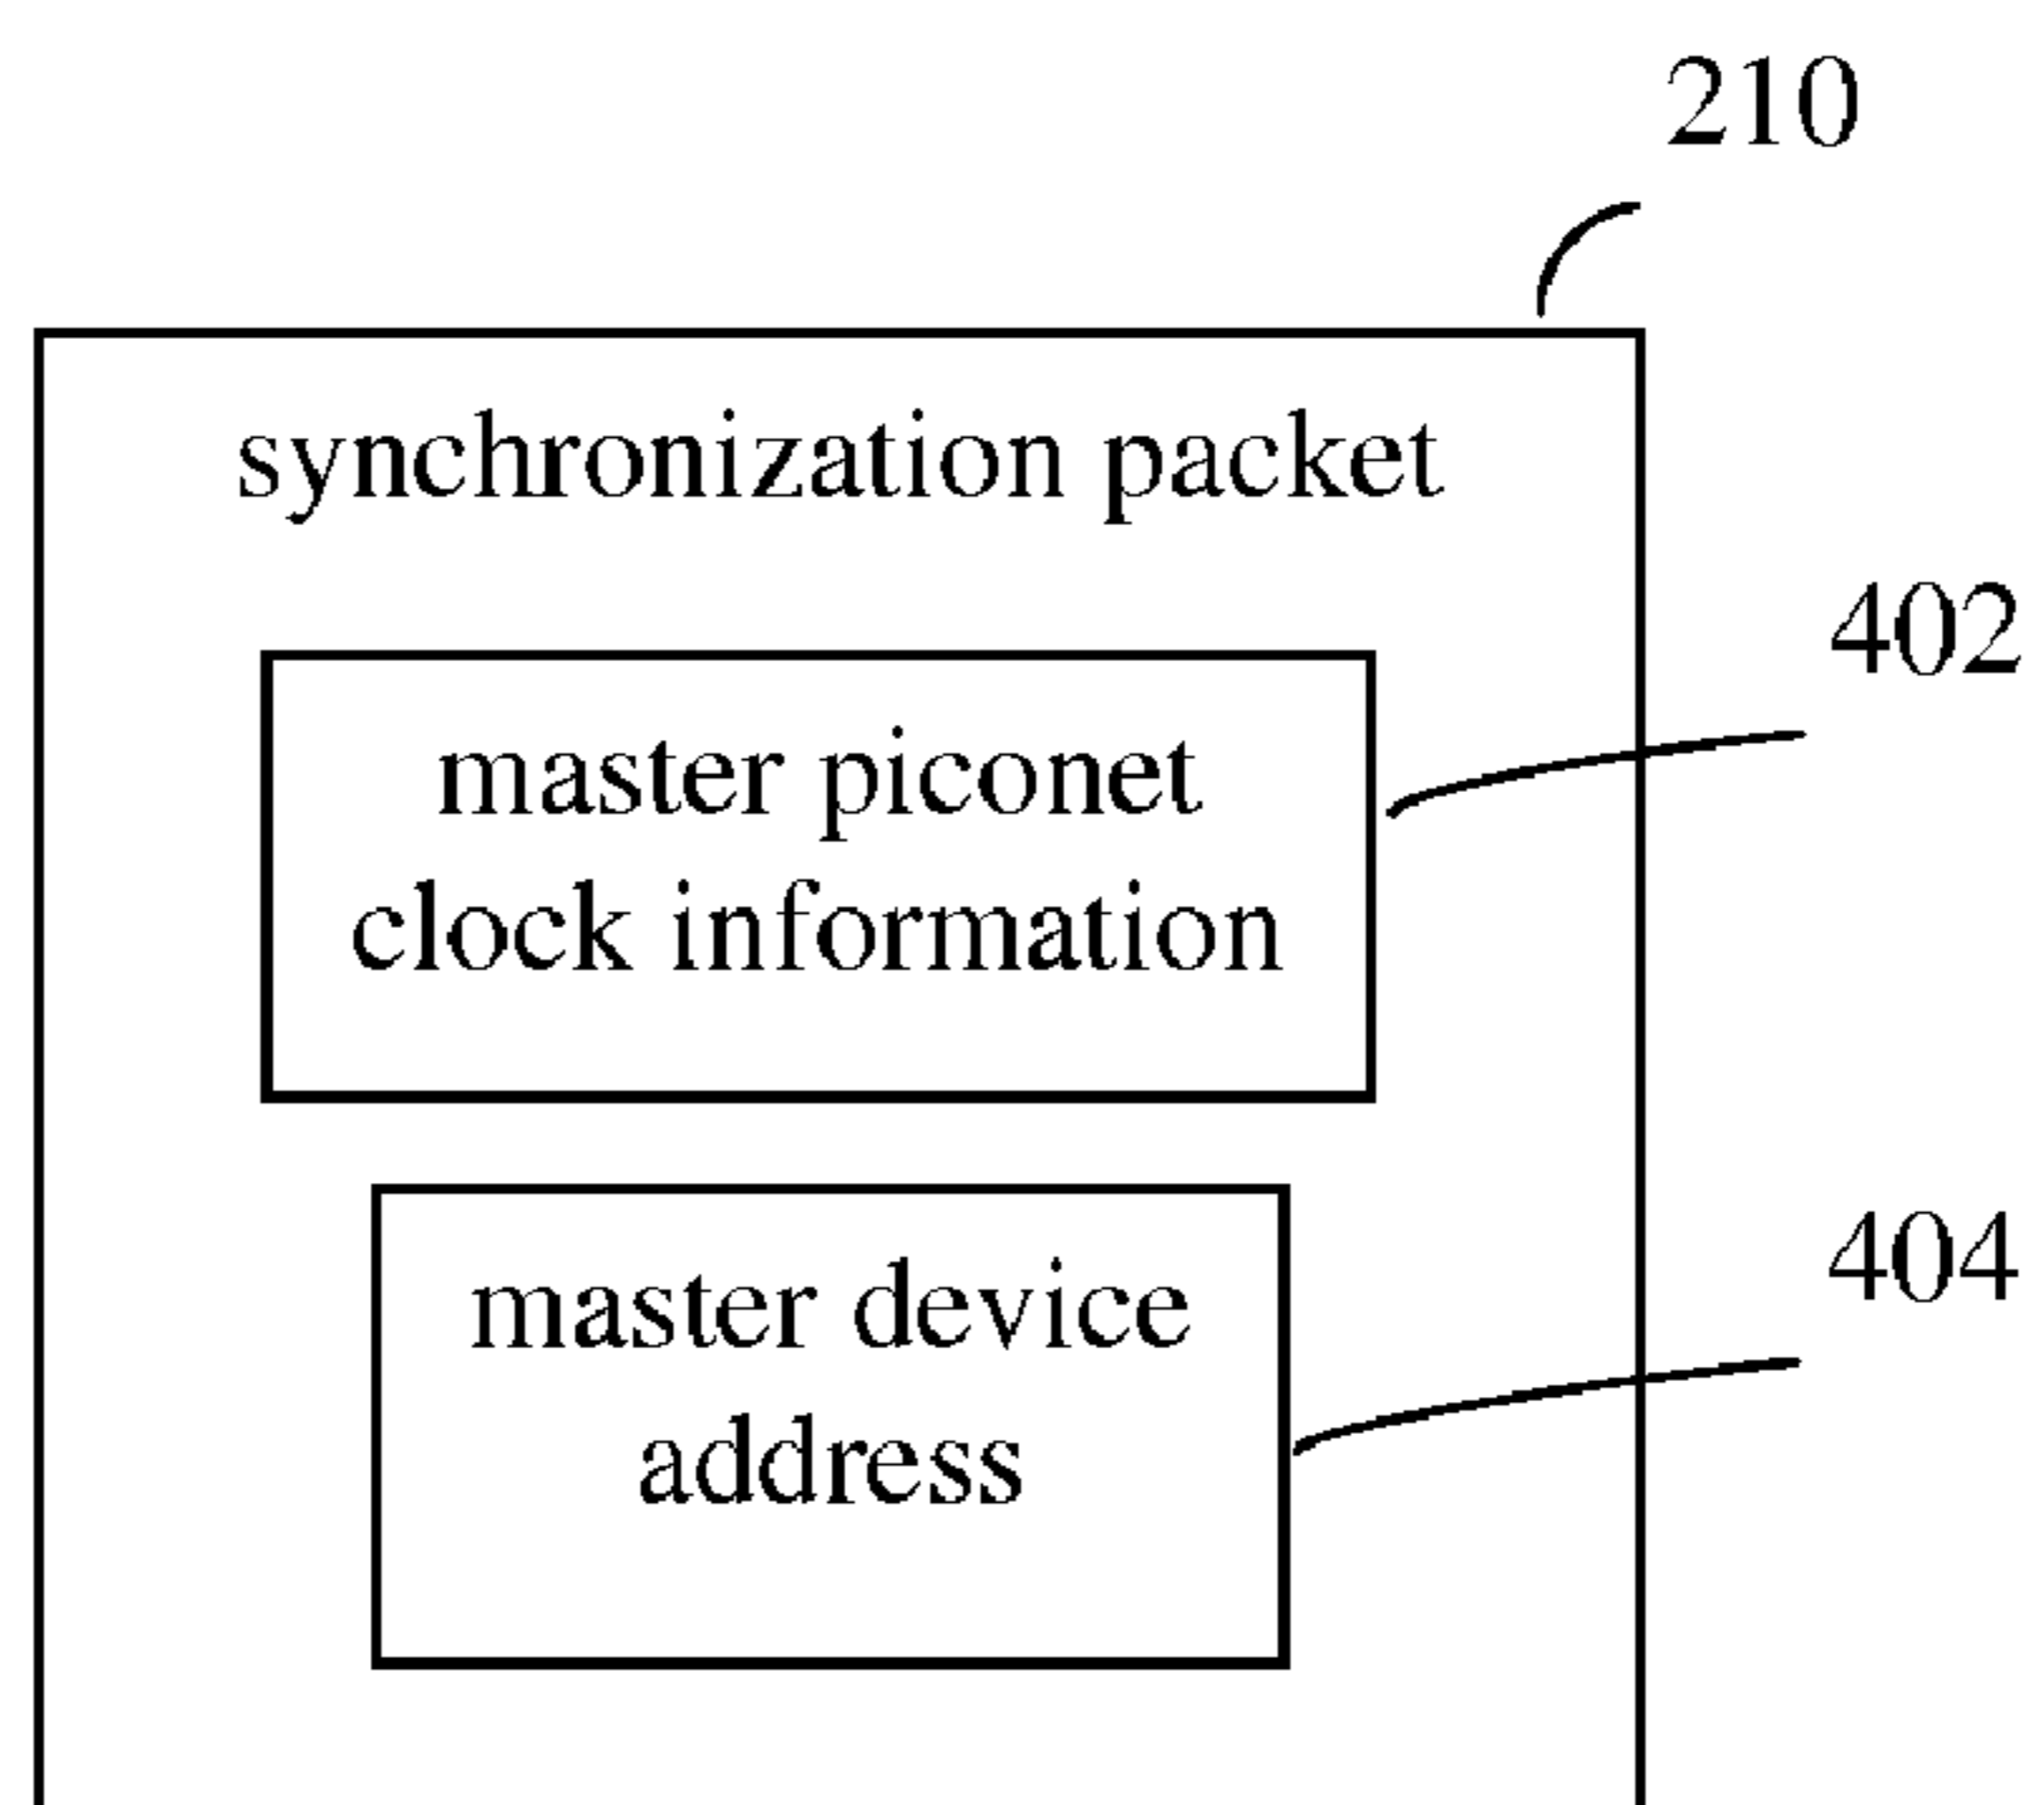 210
synchronization packet
402
master piconet
clock information
404
master device
address